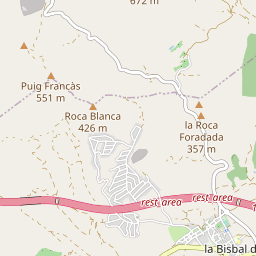 672 m
Puig Francàs
551 m
Roca Blanca
426 m
la Roca
Foradada
357 m
rest area
rest area
la Bisbal d